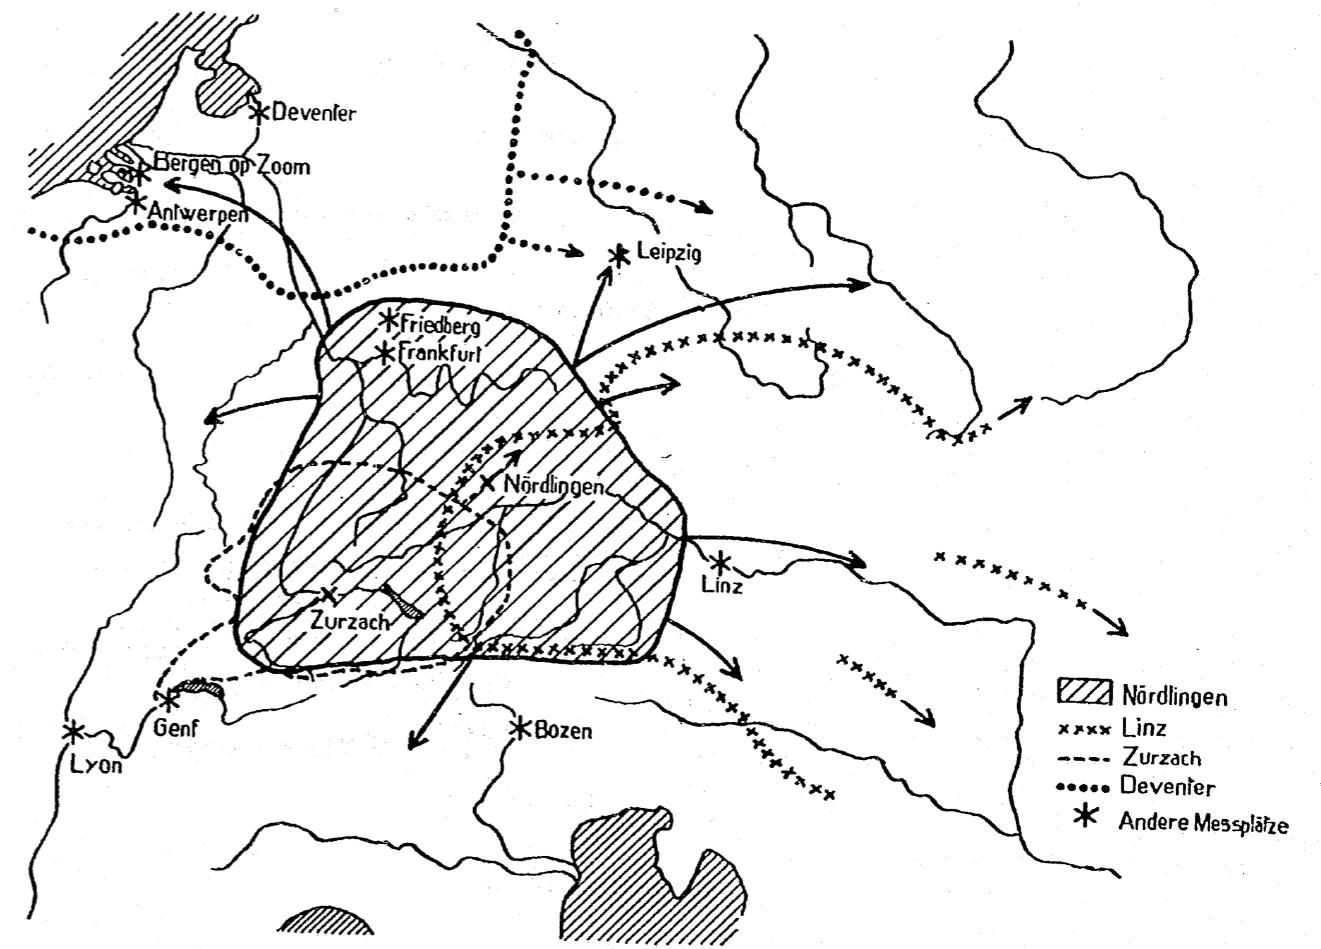 Deventer
Bergen op Zoom
Antwerpen
Leipzig
Friedberg
Frankfurt
Nördlingen
Linz
Zurzach
Genf
Lyon
Bozen
Nördlingen
Linz
Zurzach
Deventer
Andere Messplätze